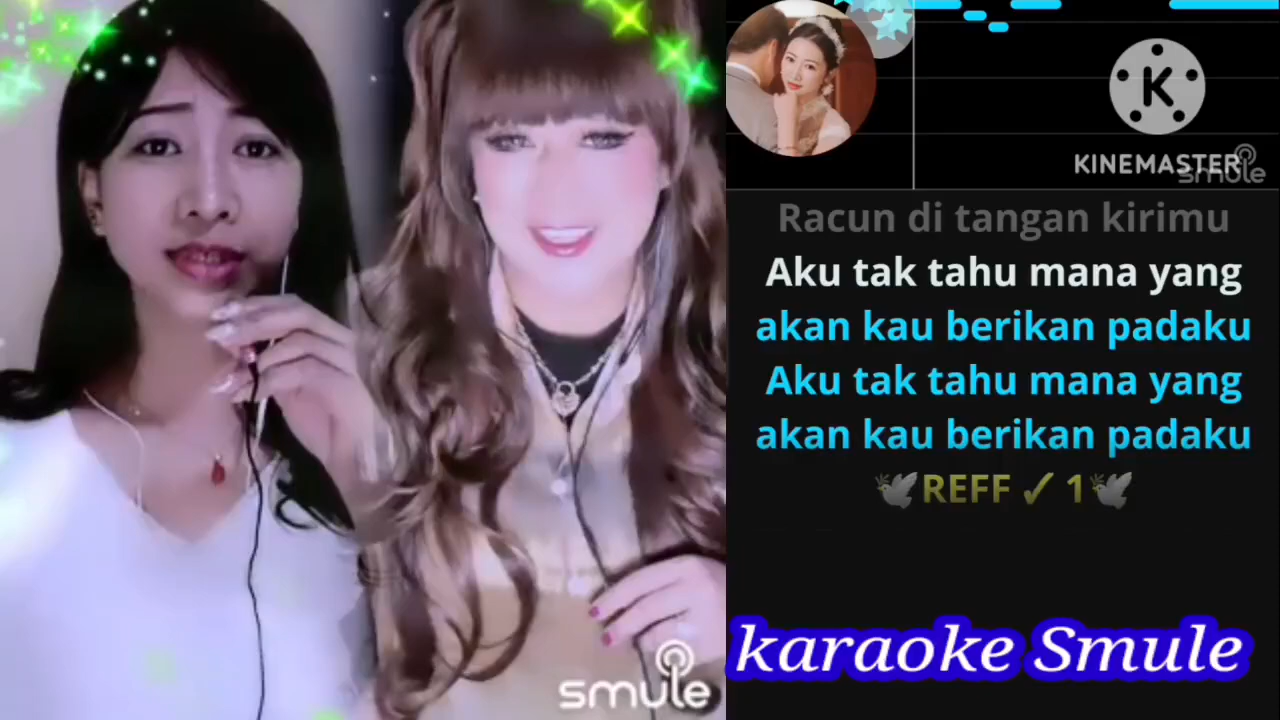 K
KINEMASTER
smule
Racun di tangan kirimu
Aku tak tahu mana yang
akan kau berikan padaku
Aku tak tahu mana yang
akan kau berikan padaku
🕊REFF ✓ 1🕊
karaoke Smule
smule